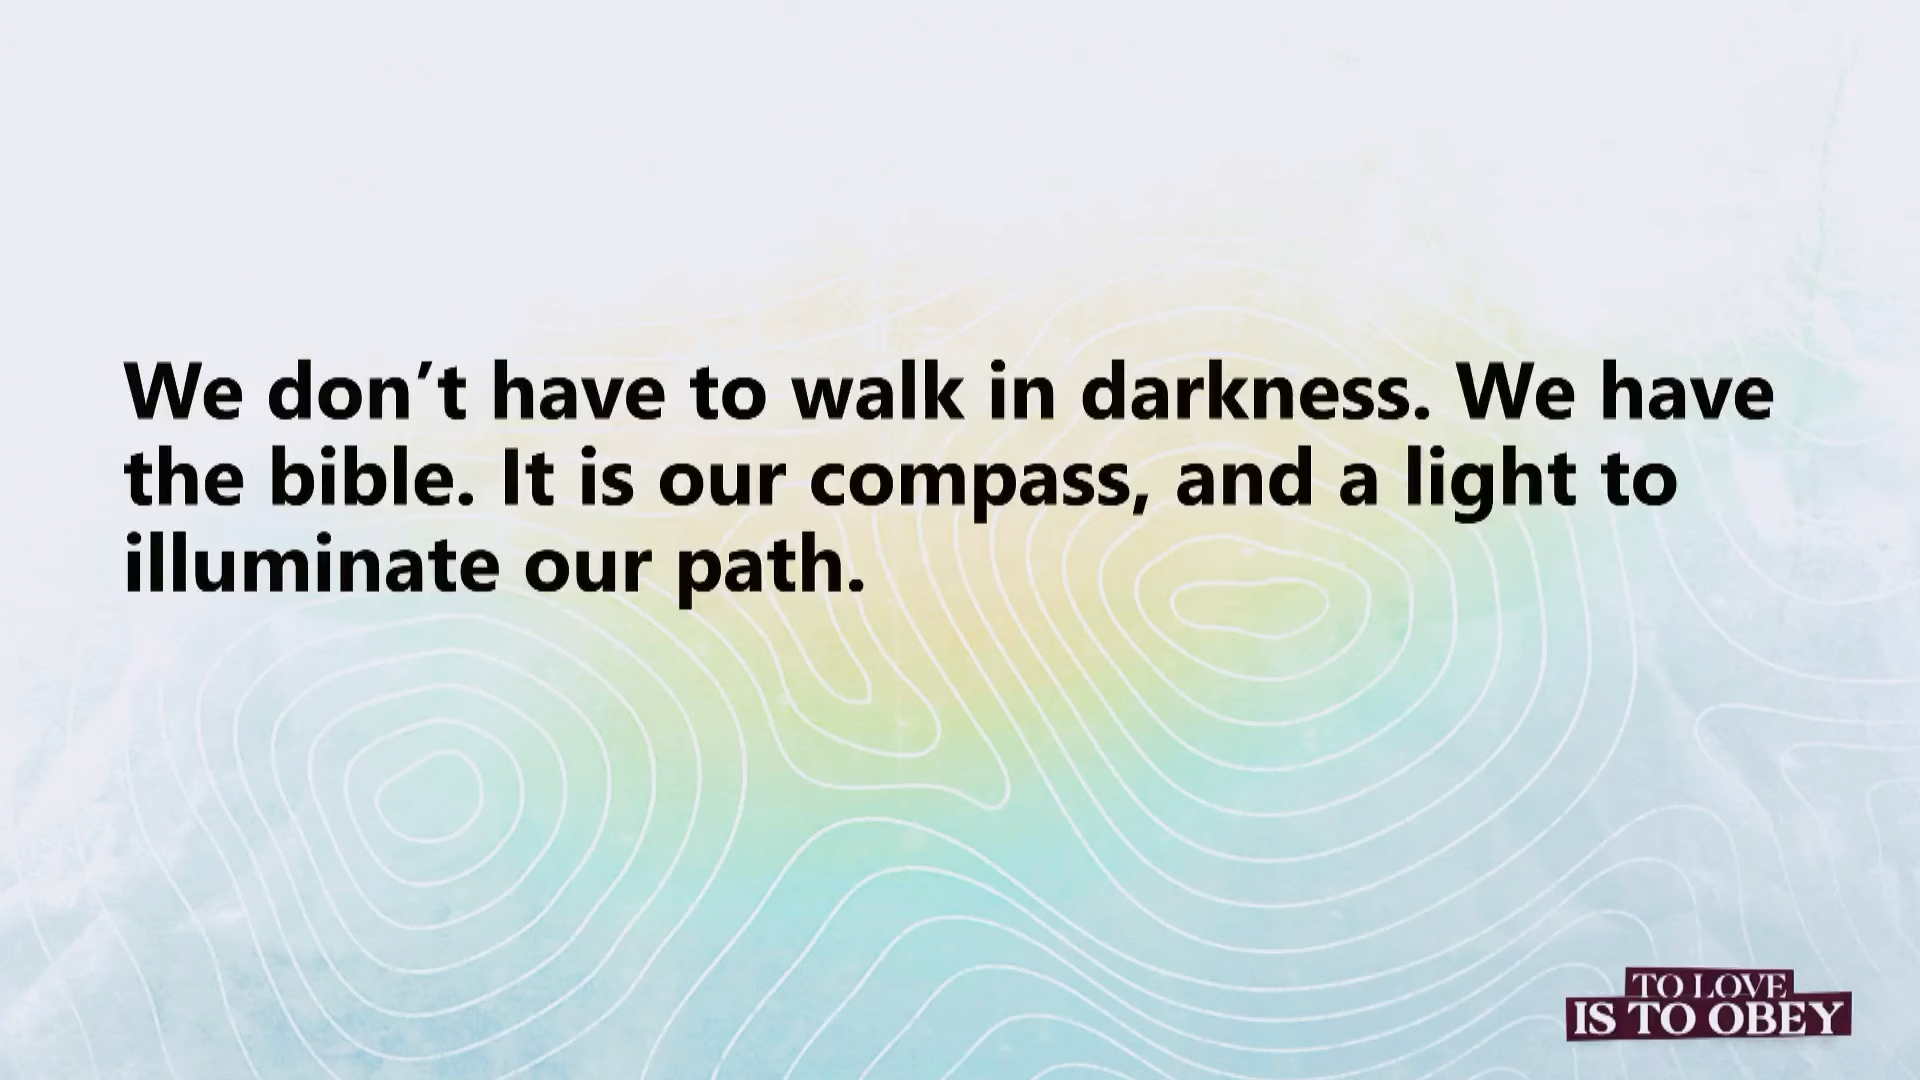 We don’t have to walk in darkness. We have
the bible. It is our compass, and a light to
illuminate our path.
TO LOVE
IS TO OBEY